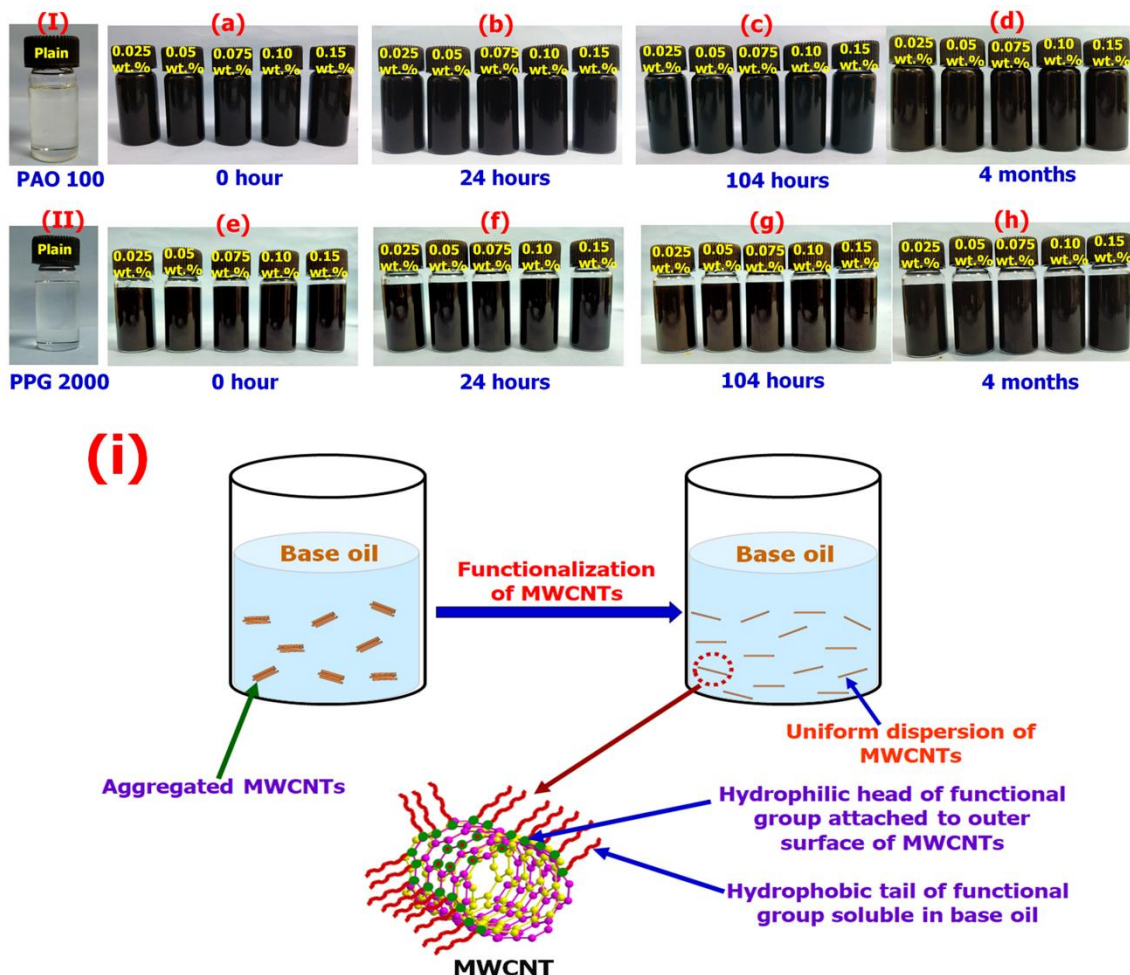 (I)
Plain
PAO 100
(a)
0.025 wt.%
0.05 wt.%
0.075 wt.%
0.10 wt.%
0.15 wt.%
0 hour
(b)
0.025 wt.%
0.05 wt.%
0.075 wt.%
0.10 wt.%
0.15 wt.%
24 hours
(c)
0.025 wt.%
0.05 wt.%
0.075 wt.%
0.10 wt.%
0.15 wt.%
104 hours
(d)
0.025 wt.%
0.05 wt.%
0.075 wt.%
0.10 wt.%
0.15 wt.%
4 months
(II)
Plain
PPG 2000
(e)
0.025 wt.%
0.05 wt.%
0.075 wt.%
0.10 wt.%
0.15 wt.%
0 hour
(f)
0.025 wt.%
0.05 wt.%
0.075 wt.%
0.10 wt.%
0.15 wt.%
24 hours
(g)
0.025 wt.%
0.05 wt.%
0.075 wt.%
0.10 wt.%
0.15 wt.%
104 hours
(h)
0.025 wt.%
0.05 wt.%
0.075 wt.%
0.10 wt.%
0.15 wt.%
4 months
(i)
Base oil
Functionalization
of MWCNTs
Base oil
Aggregated MWCNTs
Uniform dispersion of
MWCNTs
Hydrophilic head of functional
group attached to outer
surface of MWCNTs
Hydrophobic tail of functional
group soluble in base oil
MWCNT